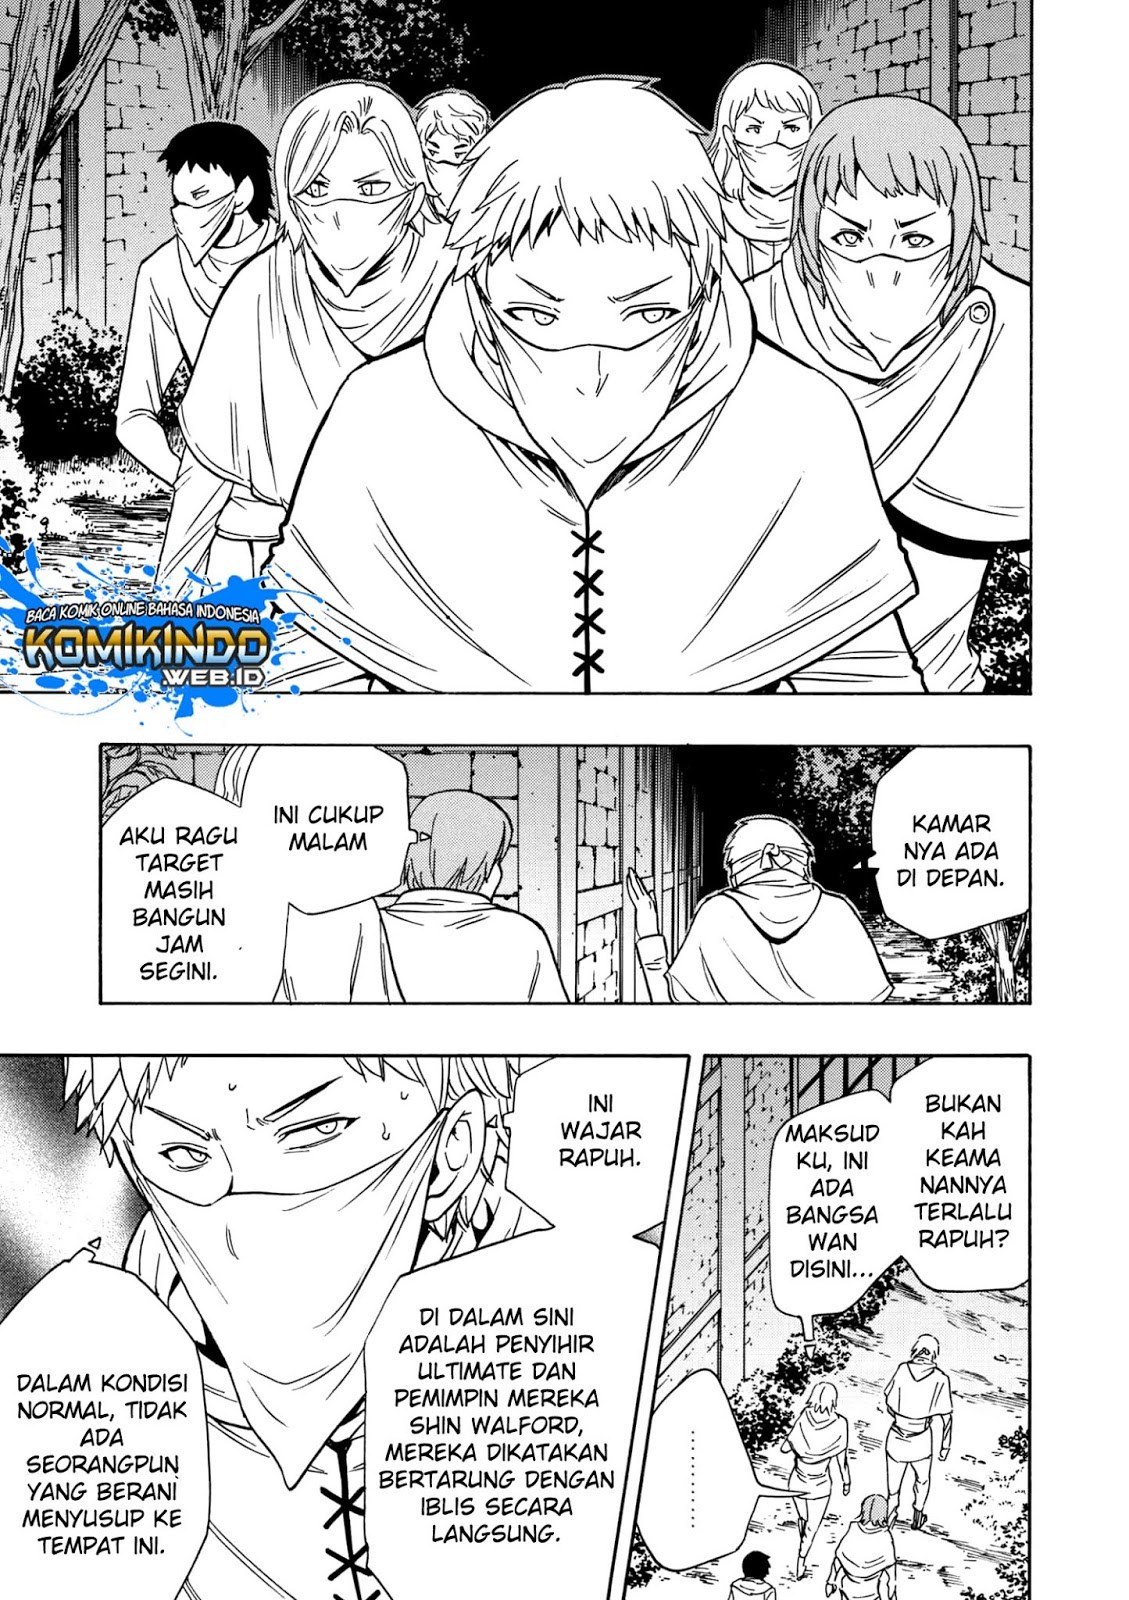 BACA KOMIK ONLINE BAHASA INDONESIA
KOMIKINDO
.WEB.ID
KAMAR
NYA ADA
DI DEPAN.
INI CUKUP
MALAM
AKU RAGU
TARGET
MASIH
BANGUN
JAM
SEGINI.
BUKAN
KAH
KEAMA
NANNYA
TERLALU
RAPUH?
MAKSUD
KU, INI
ADA
BANGSA
WAN
DISINI...
.........
INI
WAJAR
RAPUH.
DI DALAM SINI
ADALAH PENYIHIR
ULTIMATE DAN
PEMIMPIN MEREKA
SHIN WALFORD,
MEREKA DIKATAKAN
BERTARUNG DENGAN
IBLIS SECARA
LANGSUNG.
DALAM KONDISI
NORMAL, TIDAK
ADA
SEORANGPUN
YANG BERANI
MENYUSUP KE
TEMPAT INI.